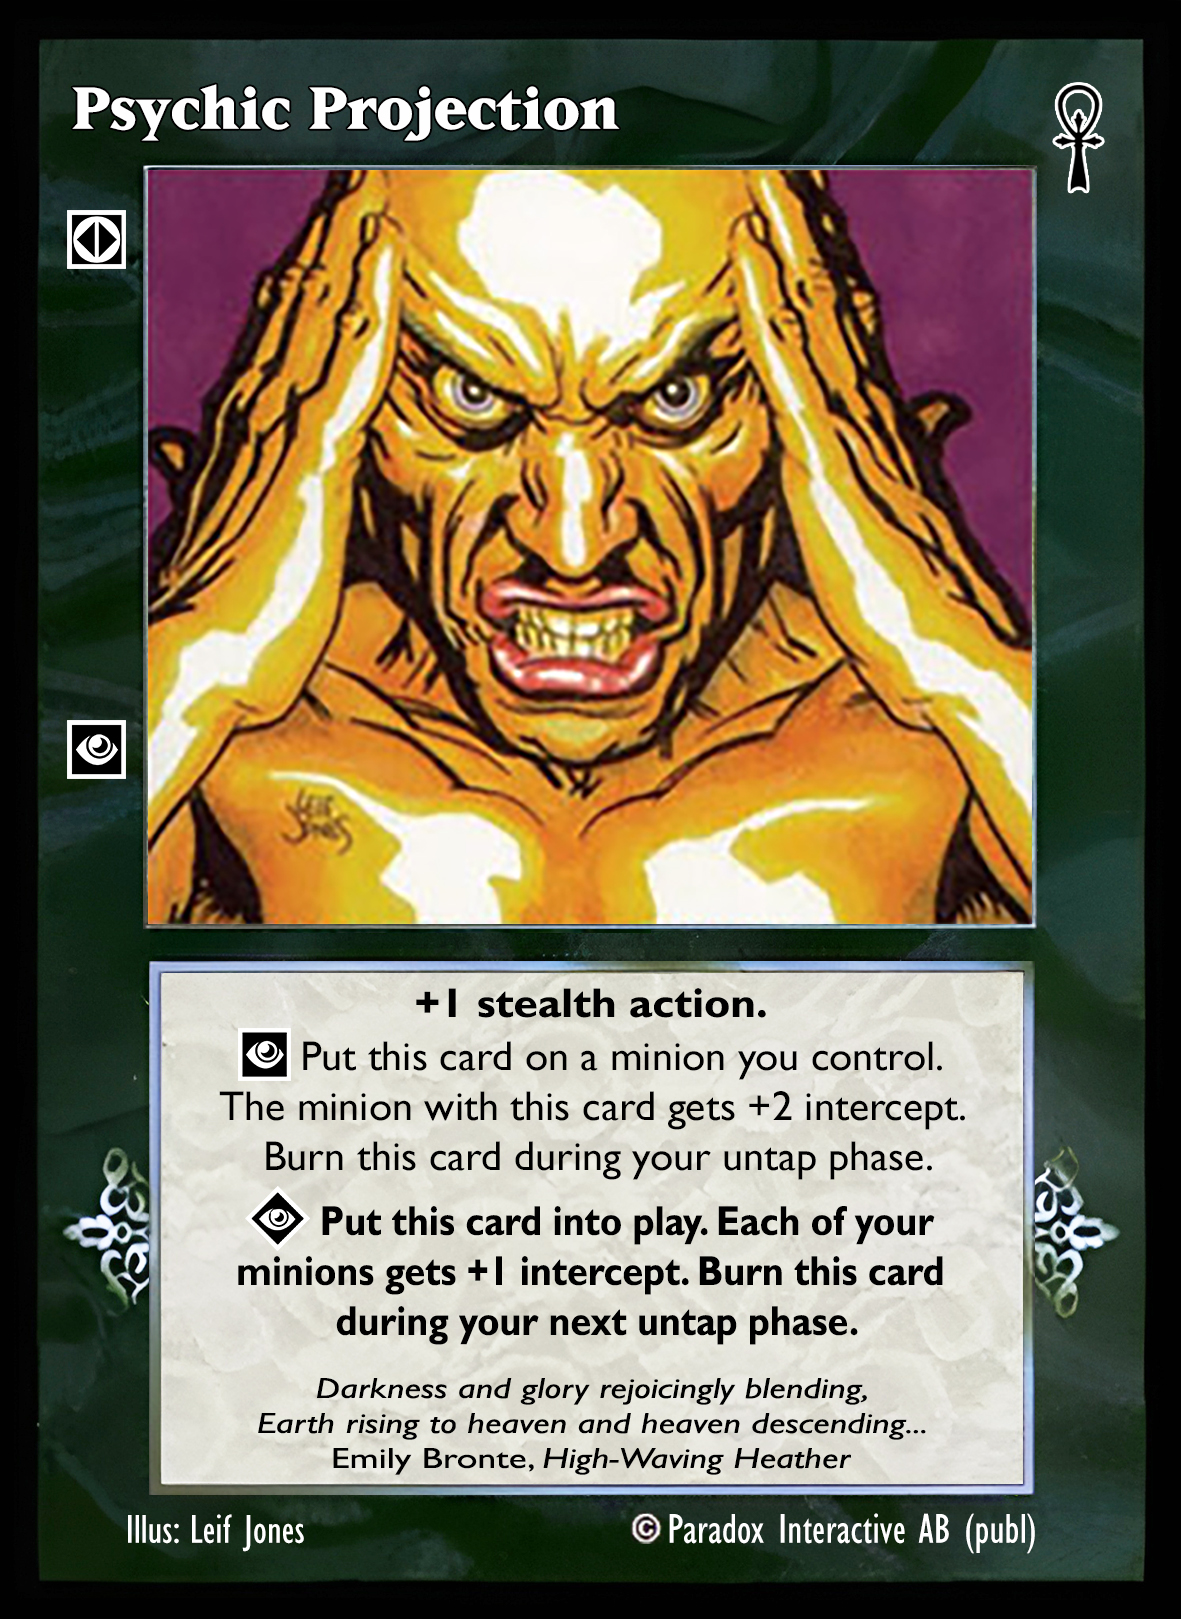 Psychic Projection
LEIF
JONES
+1 stealth action.
Put this card on a minion you control.
The minion with this card gets +2 intercept.
Burn this card during your untap phase.
Put this card into play. Each of your
minions gets +1 intercept. Burn this card
during your next untap phase.
Darkness and glory rejoicingly blending,
Earth rising to heaven and heaven descending...
Emily Bronte, High-Waving Heather
Illus: Leif Jones
© Paradox Interactive AB (publ)